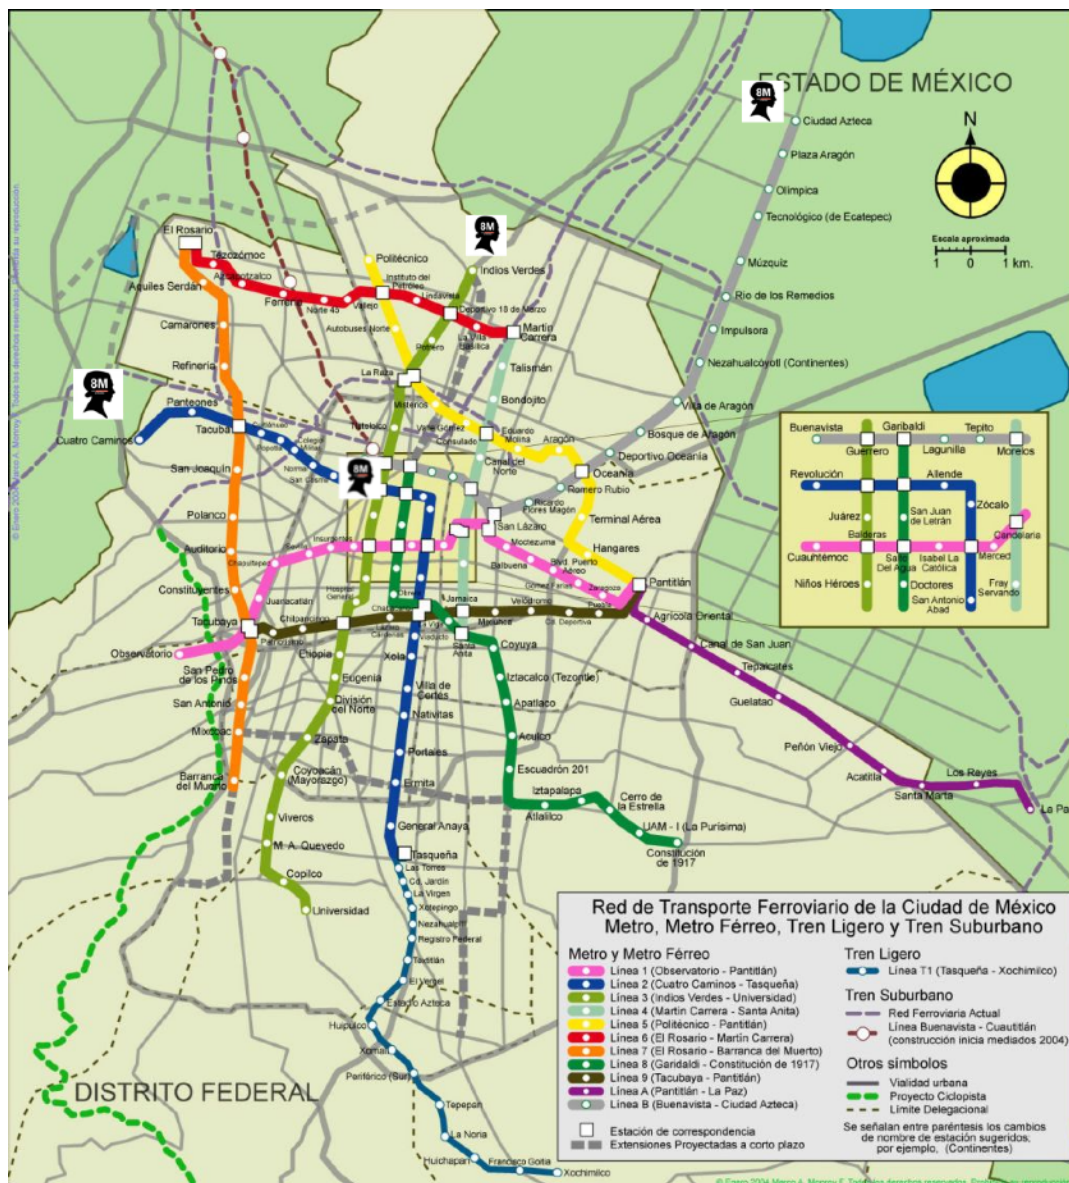 ESTADO DE MÉXICO
8M
Ciudad Azteca
Plaza Aragón
Olímpica
Tecnológico (de Ecatepec)
Múzquiz
Río de los Remedios
Impulsora
Nezahualcóyotl (Continentes)
Villa de Aragón
Bosque de Aragón
Deportivo Oceanía
Oceanía
Romero Rubio
Ricardo
Flores Magón
San Lázaro
N
Escala aproximada
1 0 1 km.
8M
Indios Verdes
El Rosario
Tezozómoc
Azcapotzalco
Ferrería
Norte 45
Vallejo
Instituto del
Petróleo
Lindavista
Deportivo 18 de Marzo
La Villa
Basílica
Martín
Carrera
Politécnico
Autobuses Norte
La Raza
Potrero
Misterios
Tlatelolco
Valle Gómez
Consulado
Eduardo
Molina
Aragón
Talismán
Bondojito
Canal del
Norte
Terminal Aérea
Hangares
Pantitlán
Aquiles Serdán
Camarones
Refinería
8M
Panteones
Tacuba
Cuatro Caminos
Cuitláhuac
Popotla
Colegio
Militar
Normal
San Cosme
8M
San Joaquín
Polanco
Auditorio
Constituyentes
Tacubaya
Observatorio
San Pedro
de los Pinos
San Antonio
Mixcoac
Barranca
del Muerto
Insurgentes
Sevilla
Chapultepec
Juanacatlán
Chilpancingo
Patriotismo
Lázaro
Cárdenas
Hospital
General
Moctezuma
Balbuena
Blvd. Puerto
Aéreo
Gómez Farías
Zaragoza
Jamaica
Mixiuhca
Velódromo
Cd. Deportiva
Puebla
Viaducto
Santa
Anita
Agrícola Oriental
Canal de San Juan
Tepalcates
Guelatao
Peñón Viejo
Acatitla
Santa Marta
Los Reyes
Etiopía
Eugenia
División
del Norte
Zapata
Coyoacán
(Mayorazgo)
Viveros
M. A. Quevedo
Copilco
Universidad
Xola
Villa de
Cortés
Nativitas
Portales
Ermita
General Anaya
Tasqueña
Las Torres
Cd. Jardín
La Virgen
Xotepingo
Nezahualpilli
Registro Federal
Textitlán
El Vergel
Estadio Azteca
Huipulco
Xomali
Periférico (Sur)
Tepepan
La Noria
Huichapan
Francisco Goitia
Xochimilco
Coyuya
Iztacalco (Tezontle)
Apatlaco
Aculco
Escuadrón 201
Atlalilco
Iztapalapa
Cerro de
la Estrella
UAM - I (La Purísima)
Constitución
de 1917
DISTRITO FEDERAL
Buenavista
Garibaldi
Tepito
Guerrero
Lagunilla
Morelos
Revolución
Allende
Zócalo
Juárez
San Juan
de Letrán
Balderas
Candelaria
Cuauhtémoc
Salto
Del Agua
Isabel La
Católica
Merced
Niños Héroes
Doctores
San Antonio
Abad
Fray
Servando
Red de Transporte Ferroviario de la Ciudad de México
Metro, Metro Férreo, Tren Ligero y Tren Suburbano
Metro y Metro Férreo
Línea 1 (Observatorio - Pantitlán)
Línea 2 (Cuatro Caminos - Tasqueña)
Línea 3 (Indios Verdes - Universidad)
Línea 4 (Martín Carrera - Santa Anita)
Línea 5 (Politécnico - Pantitlán)
Línea 6 (El Rosario - Martín Carrera)
Línea 7 (El Rosario - Barranca del Muerto)
Línea 8 (Garidaldi - Constitución de 1917)
Línea 9 (Tacubaya - Pantitlán)
Línea A (Pantitlán - La Paz)
Línea B (Buenavista - Ciudad Azteca)
Estación de correspondencia
Extensiones Proyectadas a corto plazo
Tren Ligero
Línea T1 (Tasqueña - Xochimilco)
Tren Suburbano
Red Ferroviaria Actual
Línea Buenavista - Cuautitlán
(construcción inicia mediados 2004)
Otros símbolos
Vialidad urbana
Proyecto Ciclopista
Límite Delegacional
Se señalan entre paréntesis los cambios
de nombre de estación sugeridos;
por ejemplo, (Continentes)